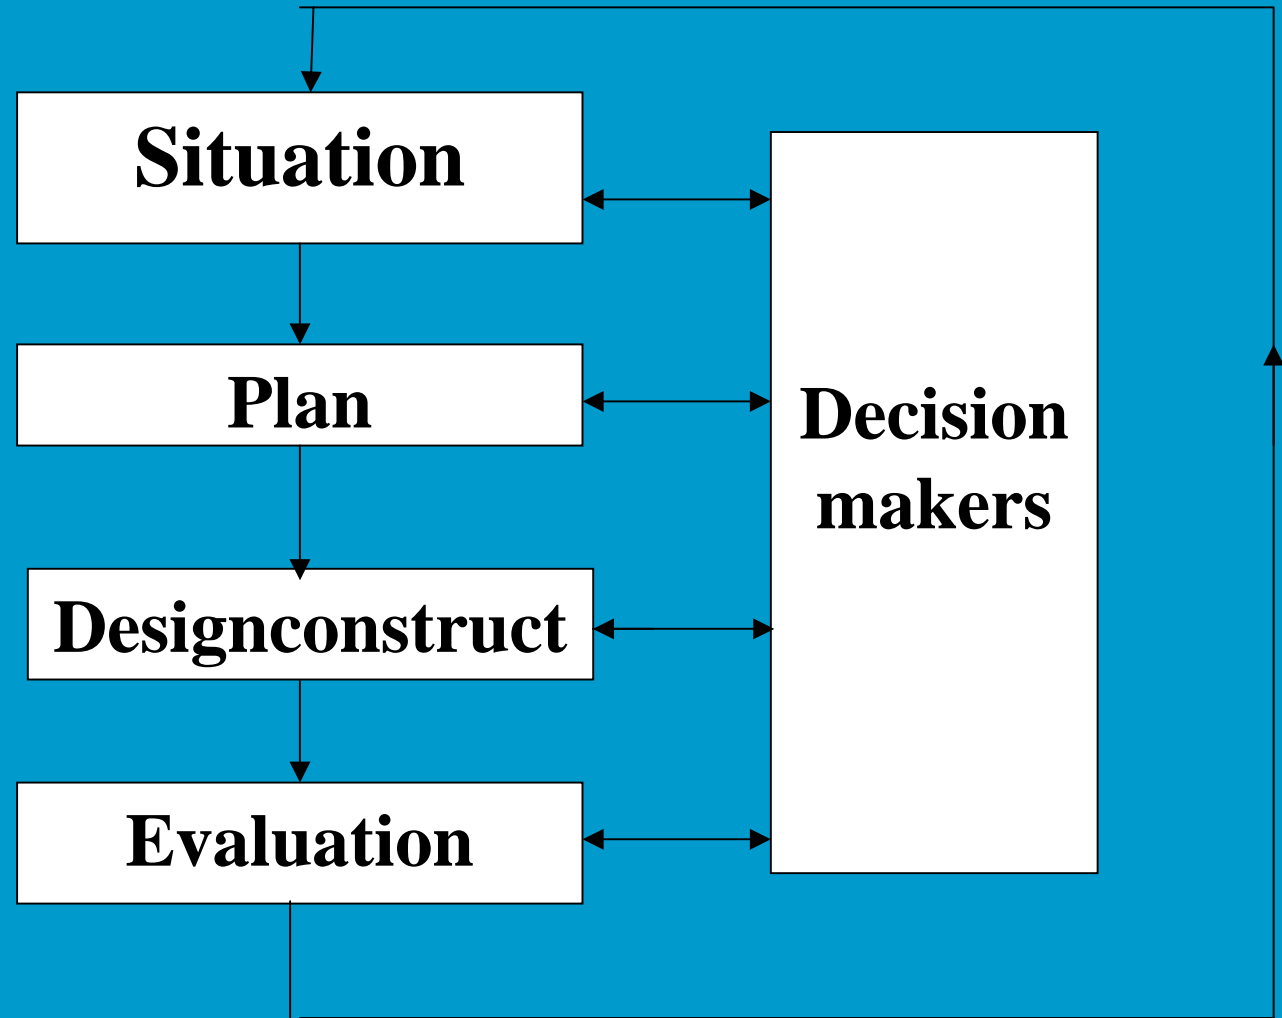 Situation
Plan
Designconstruct
Evaluation
Decision
makers